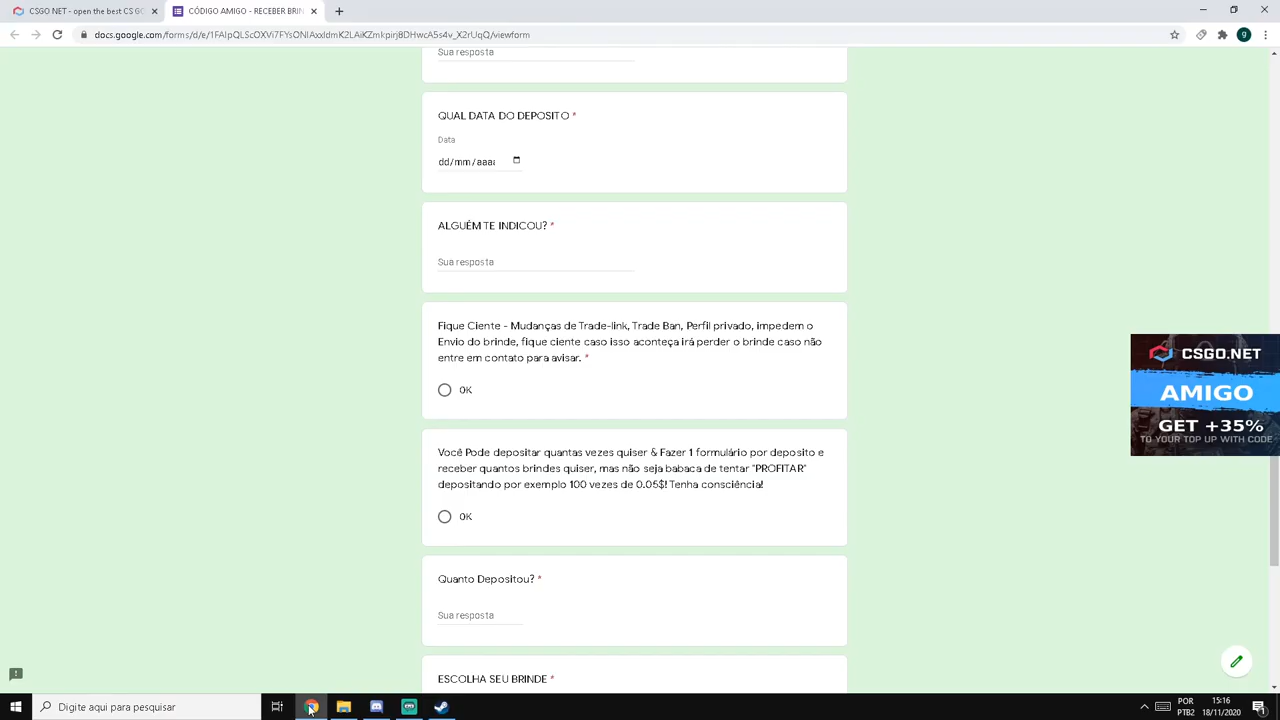 CSGO.NET - open the best CS GO
CÓDIGO AMIGO - RECEBER BRIN
docs.google.com/forms/d/e/1FAIpQLScOXVi7FYsONIAxxldmK2LAiKZmkpirj8DHwcA5s4v_X2rUqQ/viewform
g
Sua resposta
QUAL DATA DO DEPOSITO *
Data
dd/mm/aaaa
ALGUÉM TE INDICOU? *
Sua resposta
Fique Ciente - Mudanças de Trade-link, Trade Ban, Perfil privado, impedem o
Envio do brinde, fique ciente caso isso aconteça irá perder o brinde caso não
entre em contato para avisar. *
OK
Você Pode depositar quantas vezes quiser & Fazer 1 formulário por deposito e
receber quantos brindes quiser, mas não seja babaca de tentar "PROFITAR"
depositando por exemplo 100 vezes de 0.05$! Tenha consciência!
OK
Quanto Depositou? *
Sua resposta
ESCOLHA SEU BRINDE *
CSGO.NET
AMIGO
GET +35%
TO YOUR TOP UP WITH CODE
Digite aqui para pesquisar
POR
PTB2
15:16
18/11/2020
1